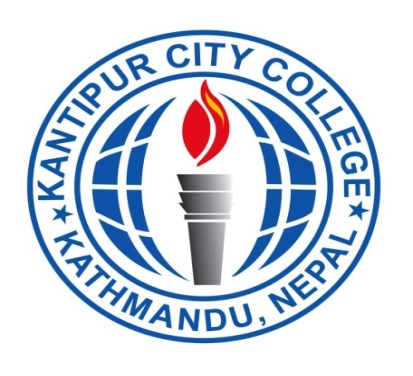 KANTIPUR CITY COLLEGE
KATHMANDU, NEPAL